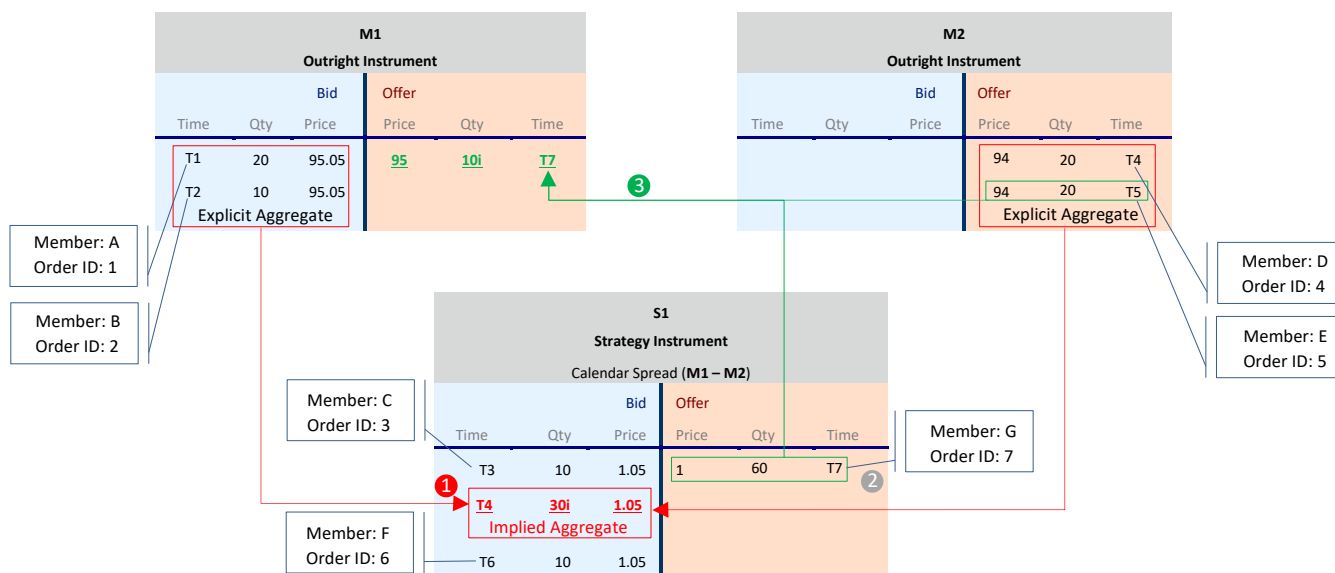 M1
Outright Instrument
Bid Offer
Time Qty Price Price Qty Time
T1 20 95.05 95 10i T7
T2 10 95.05
Explicit Aggregate
M2
Outright Instrument
Bid Offer
Time Qty Price Price Qty Time
94 20 T4
94 20 T5
Explicit Aggregate
3
Member: A
Order ID: 1
Member: B
Order ID: 2
Member: D
Order ID: 4
Member: E
Order ID: 5
S1
Strategy Instrument
Calendar Spread (M1 – M2)
Bid Offer
Time Qty Price Price Qty Time
T3 10 1.05 1 60 T7
1 2
T4 30i 1.05
Implied Aggregate
T6 10 1.05
Member: C
Order ID: 3
Member: G
Order ID: 7
Member: F
Order ID: 6